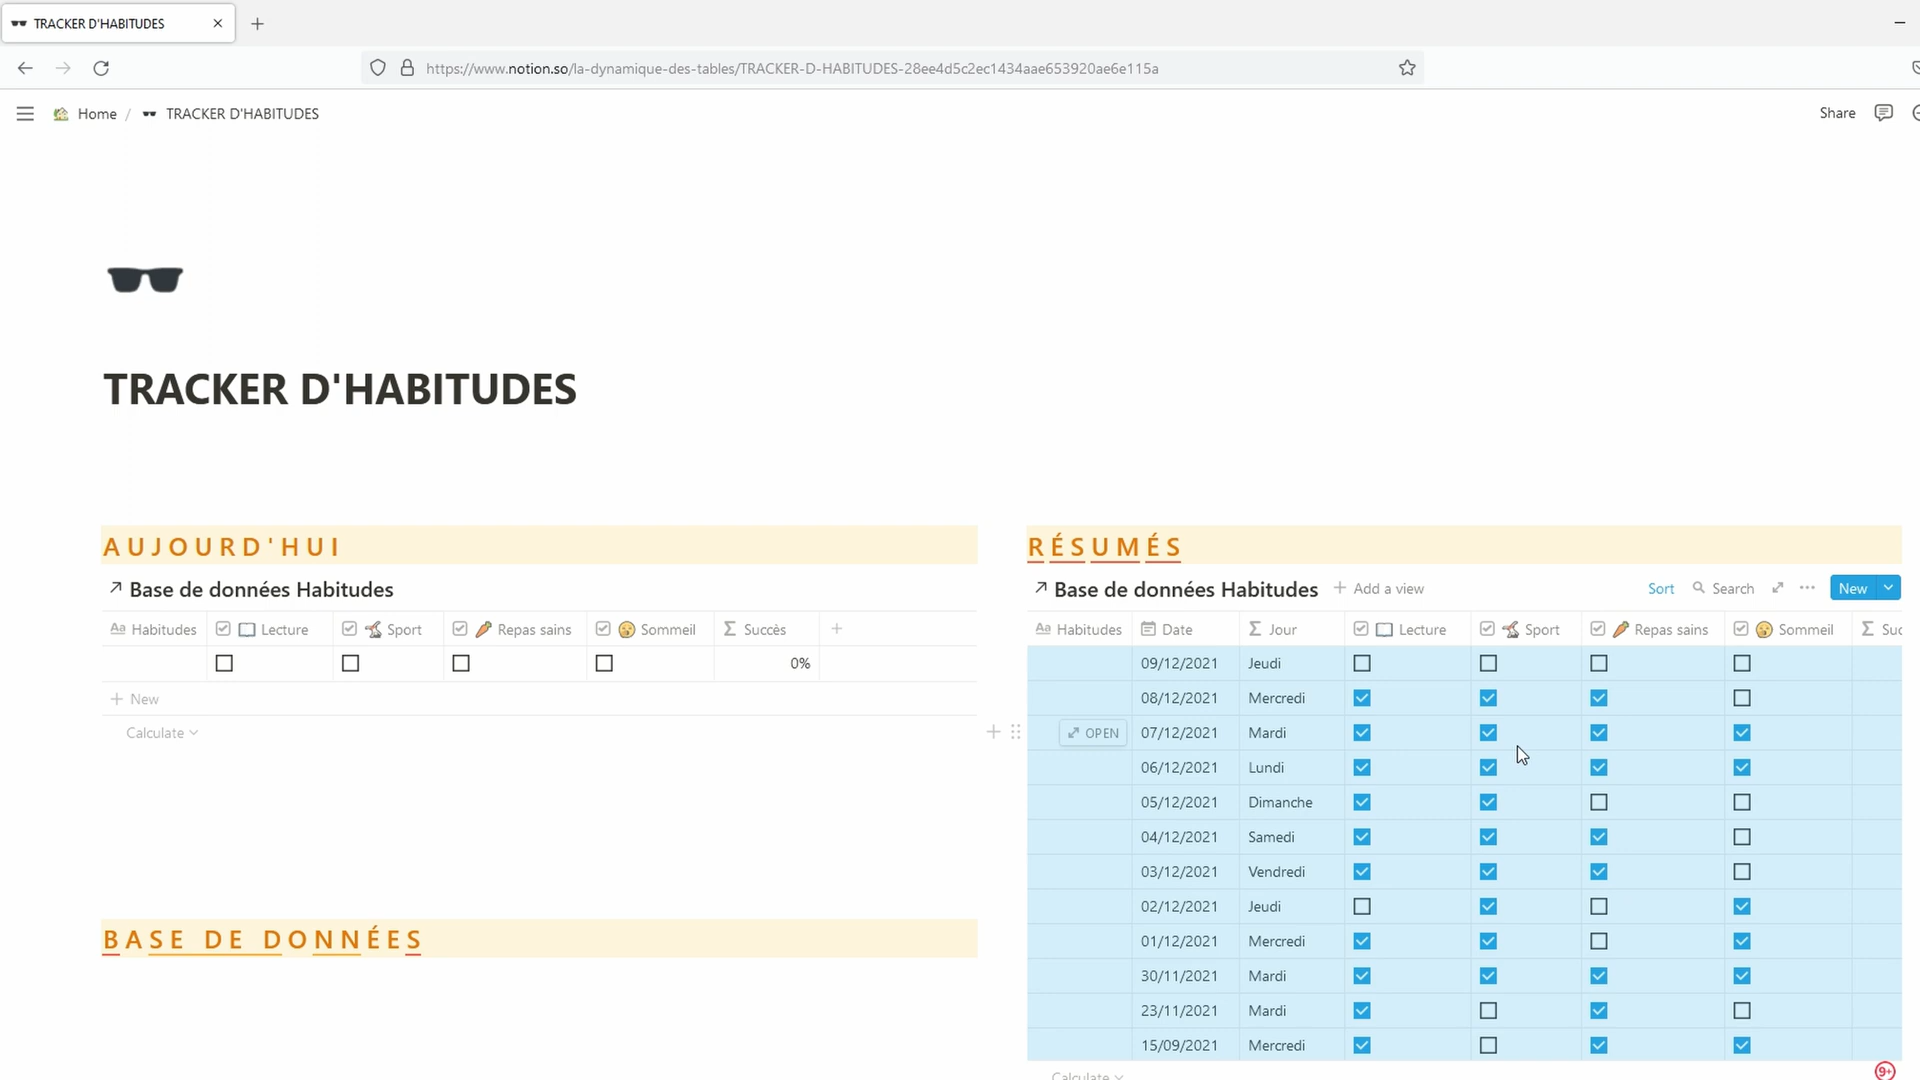 TRACKER D'HABITUDES
https://www.notion.so/la-dynamique-des-tables/TRACKER-D-HABITUDES-28ee4d5c2ec1434aae653920ae6e115a
Home / TRACKER D'HABITUDES
Share
TRACKER D'HABITUDES
AUJOURD'HUI
Base de données Habitudes
Aa Habitudes Lecture Sport Repas sains Σ Succès Sommeil
0%
+ New
Calculate
BASE DE DONNÉES
RÉSUMÉS
Base de données Habitudes + Add a view Sort Search New
Aa Habitudes Date Σ Jour Lecture Sport Repas sains Sommeil Σ Suc
09/12/2021 Jeudi
08/12/2021 Mercredi
OPEN 07/12/2021 Mardi
06/12/2021 Lundi
05/12/2021 Dimanche
04/12/2021 Samedi
03/12/2021 Vendredi
02/12/2021 Jeudi
01/12/2021 Mercredi
30/11/2021 Mardi
23/11/2021 Mardi
15/09/2021 Mercredi
Calculate
9+